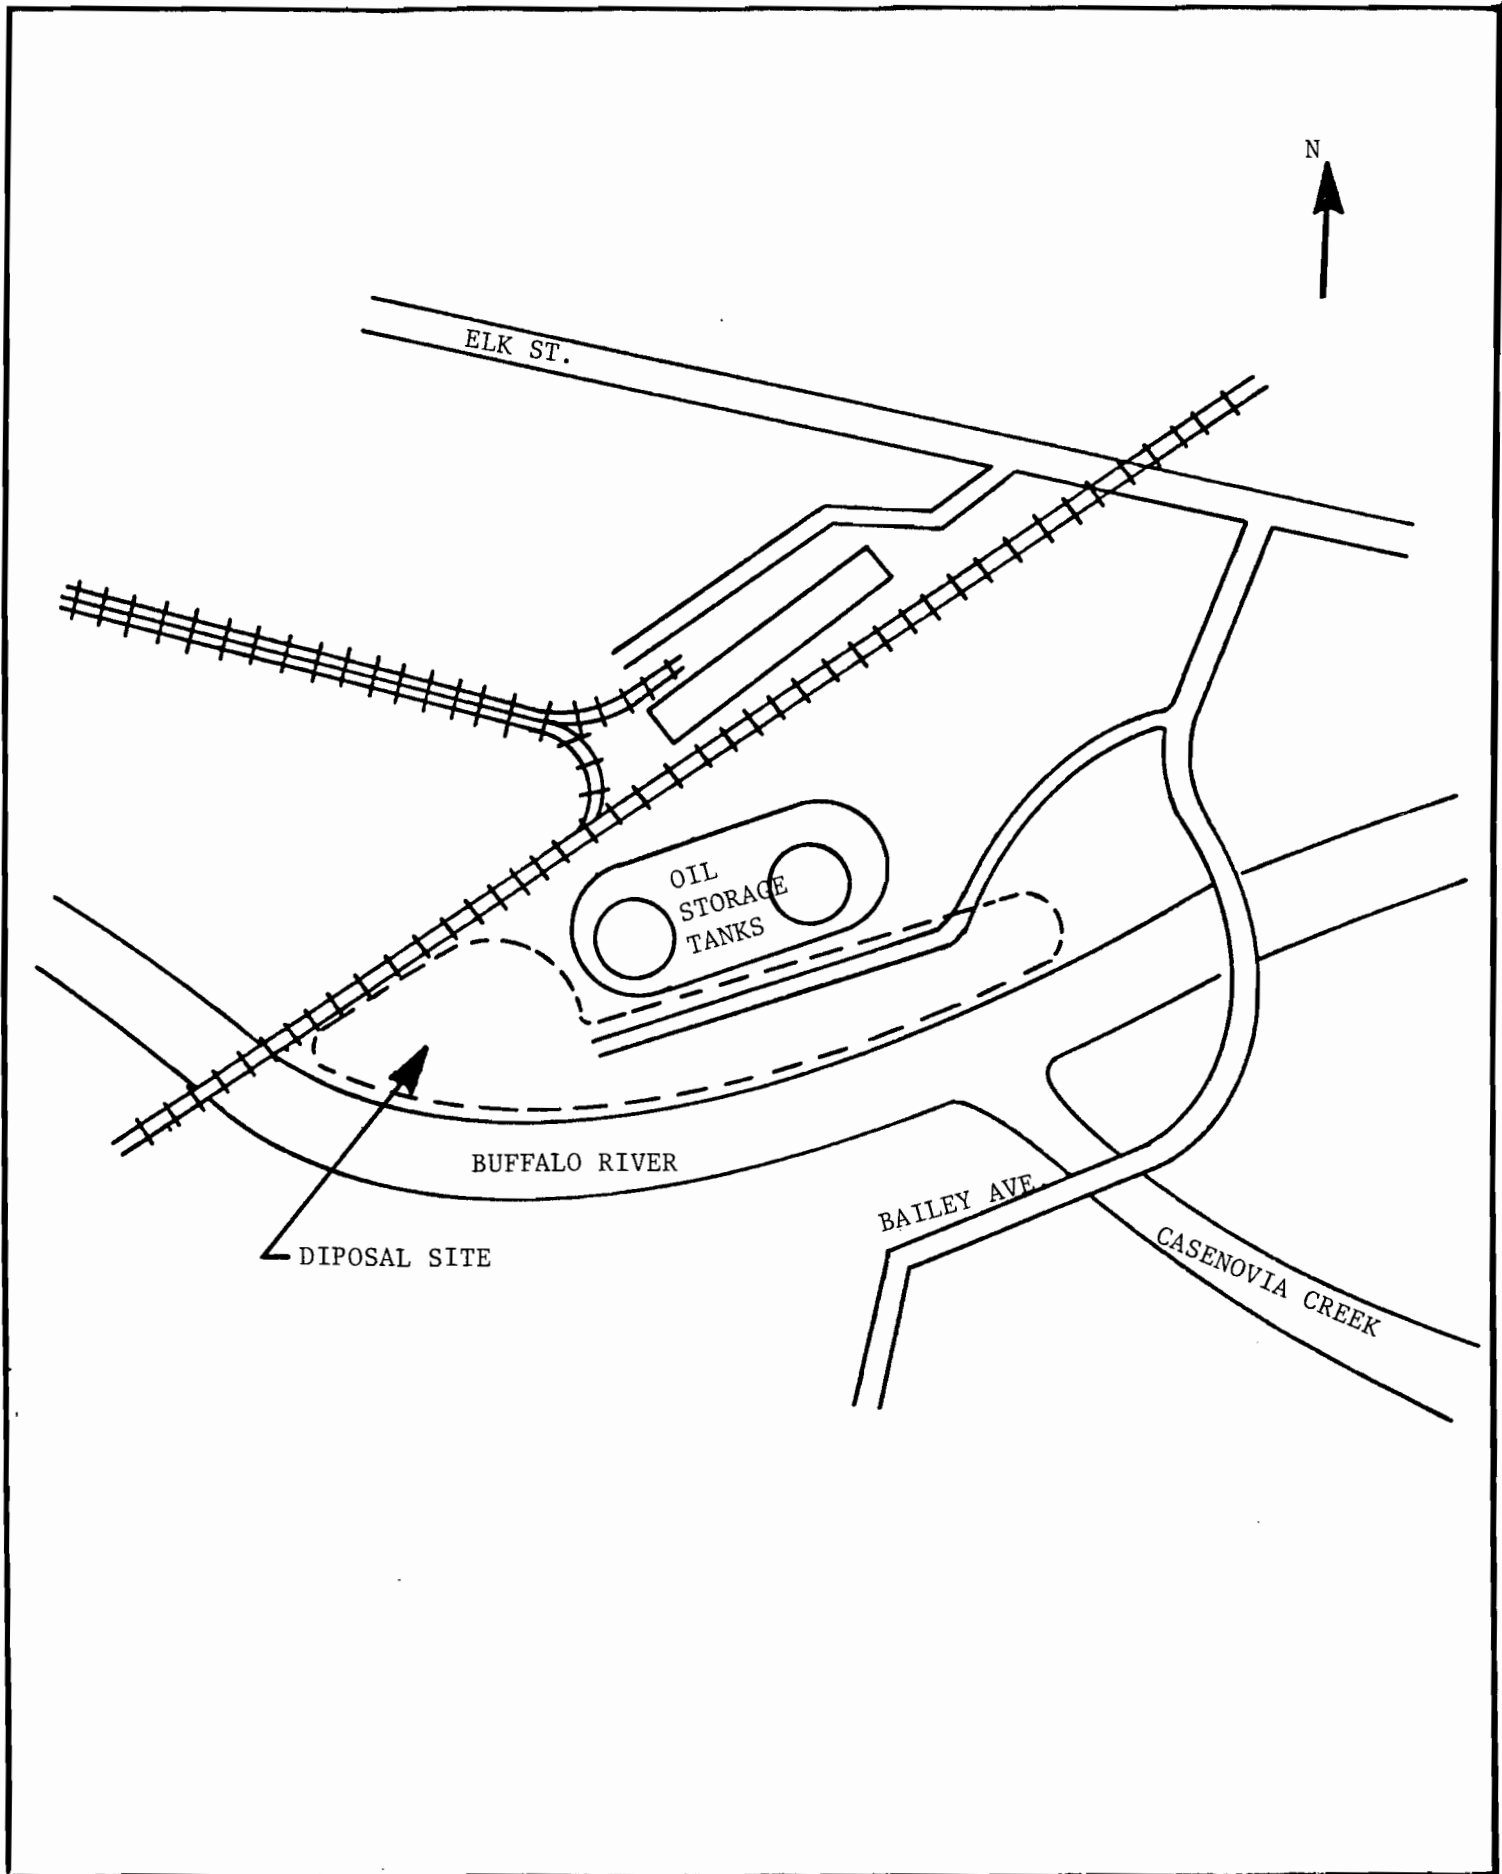 N
ELK ST.
OIL
STORAGE
TANKS
BUFFALO RIVER
BAILEY AVE.
DIPOSAL SITE
CASENOVIA CREEK